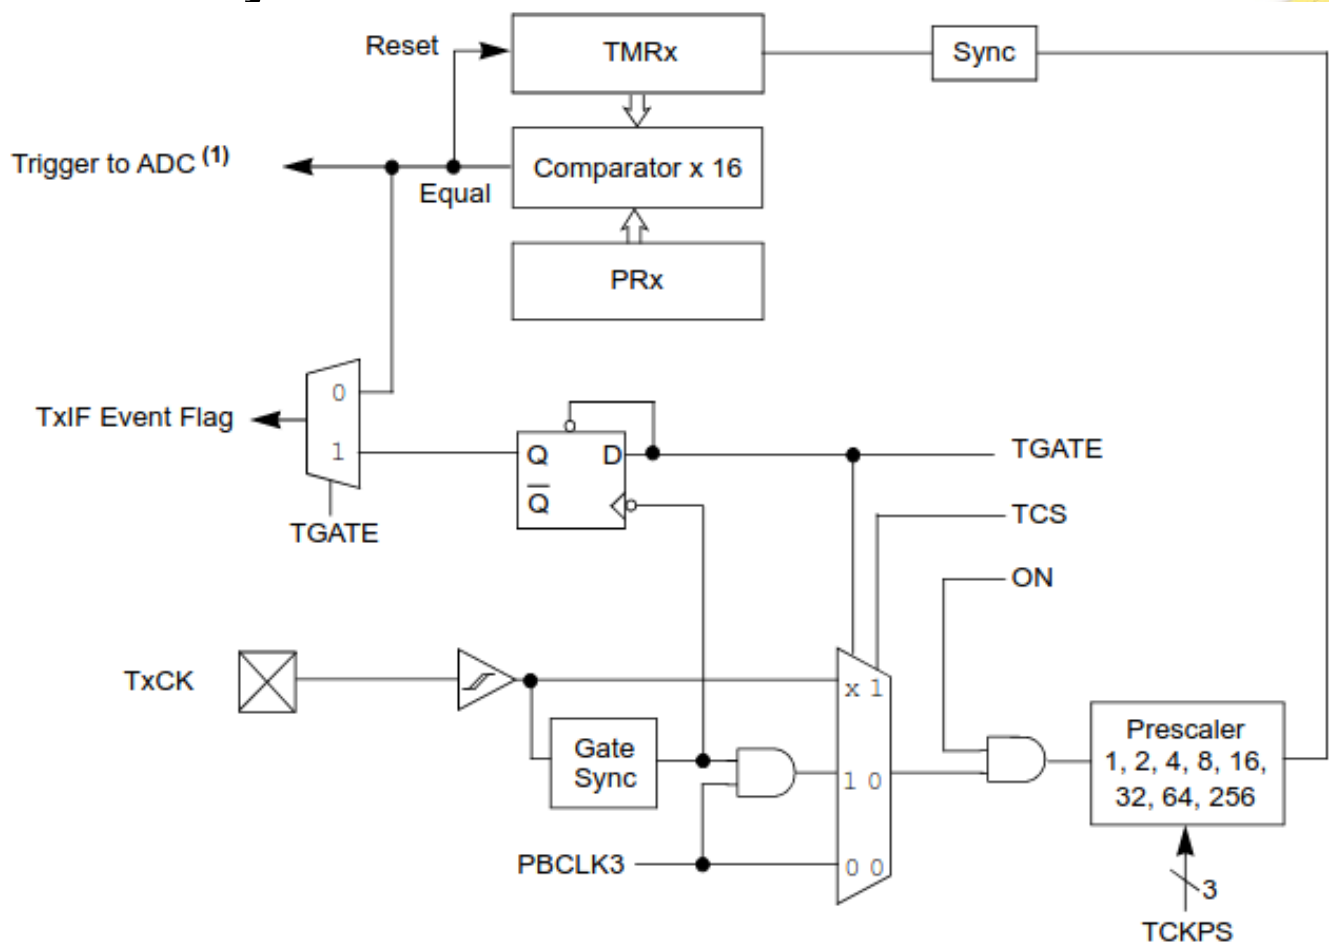 Reset
TMRx
Sync
Trigger to ADC (1)
Comparator x 16
Equal
PRx
0
TxIF Event Flag
1
Q D
Q̅
TGATE
TGATE
TCS
ON
TxCK
x 1
Gate
Sync
1 0
Prescaler
1, 2, 4, 8, 16,
32, 64, 256
PBCLK3
0 0
3
TCKPS